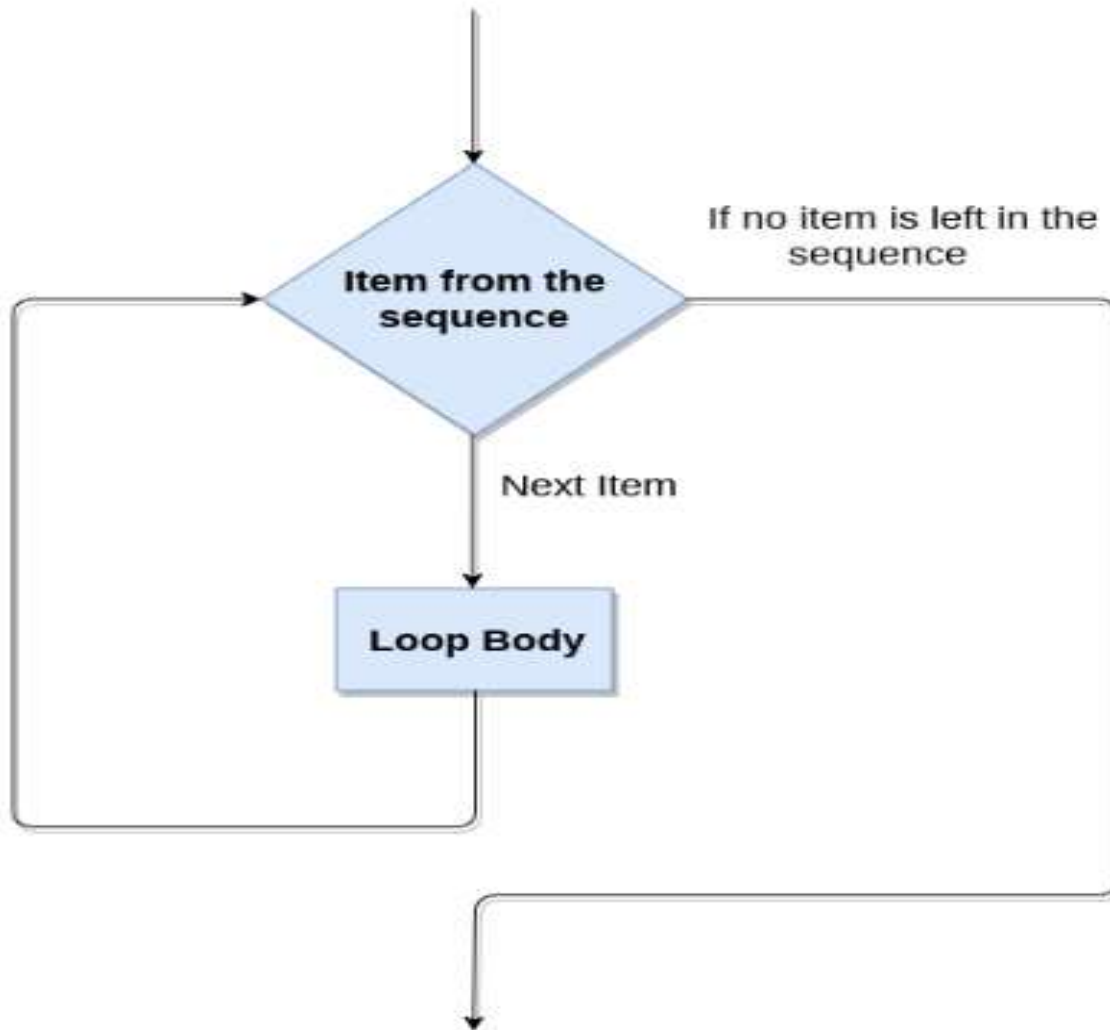 If no item is left in the
sequence
Item from the
sequence
Next Item
Loop Body